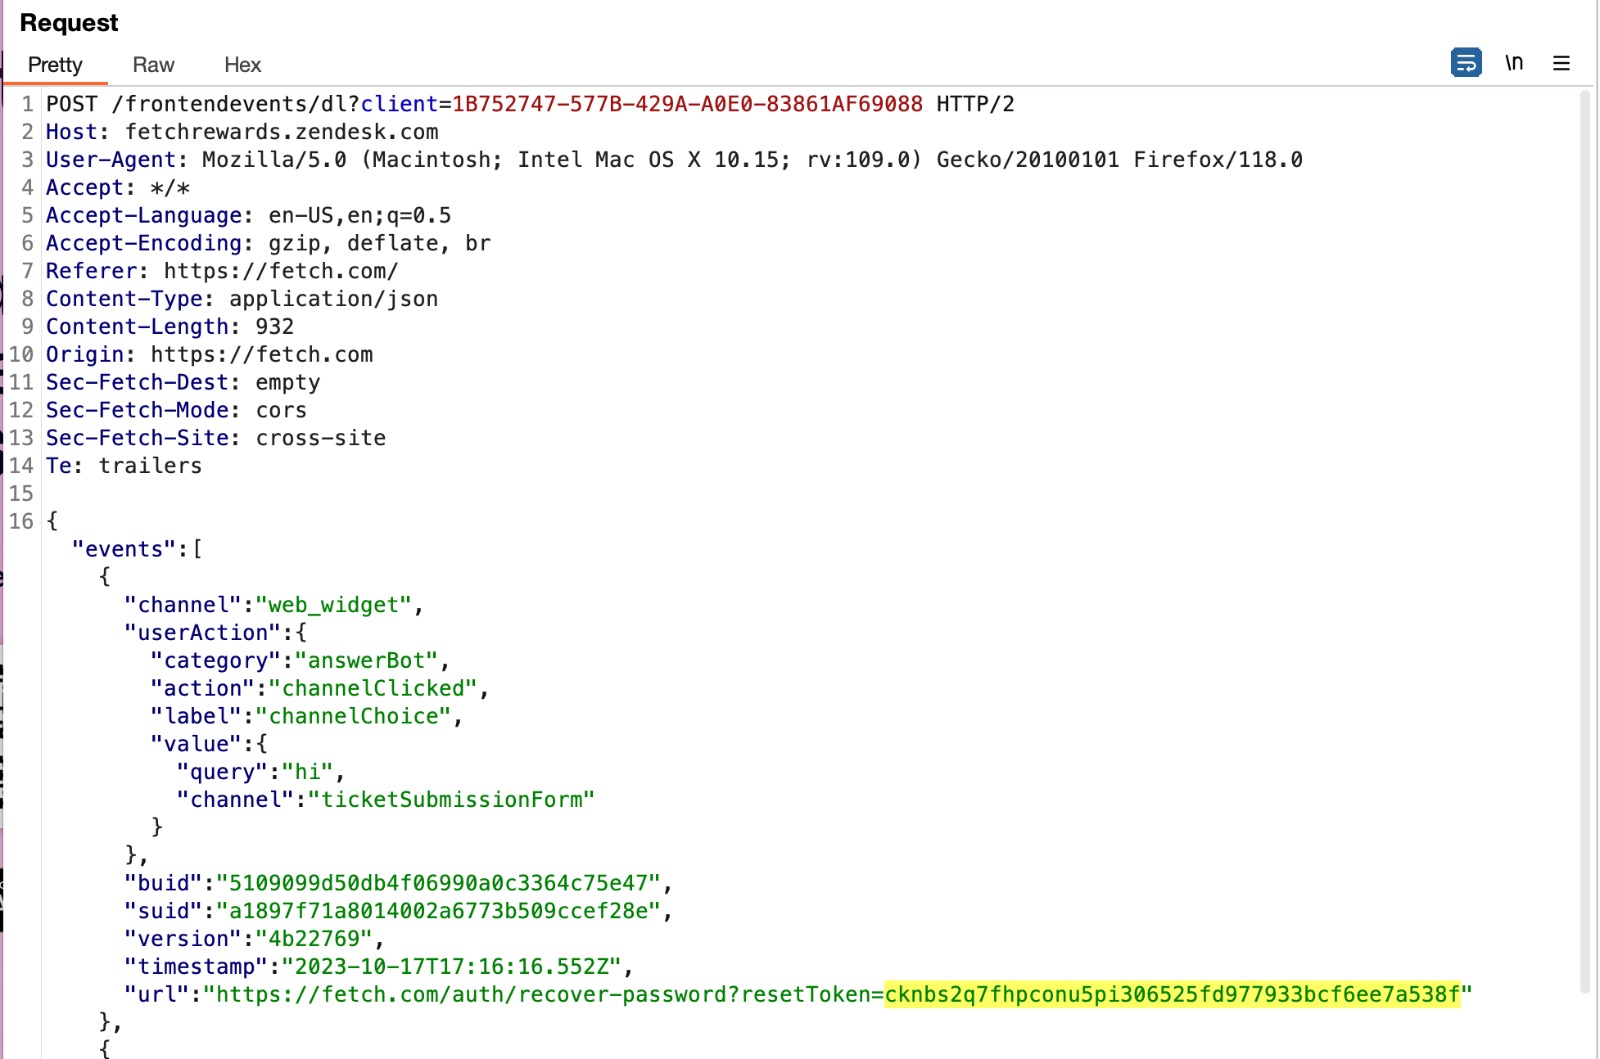 Request
Pretty Raw Hex \n
1 POST /frontendevents/dl?client=1B752747-577B-429A-A0E0-83861AF69088 HTTP/2
2 Host: fetchrewards.zendesk.com
3 User-Agent: Mozilla/5.0 (Macintosh; Intel Mac OS X 10.15; rv:109.0) Gecko/20100101 Firefox/118.0
4 Accept: */*
5 Accept-Language: en-US,en;q=0.5
6 Accept-Encoding: gzip, deflate, br
7 Referer: https://fetch.com/
8 Content-Type: application/json
9 Content-Length: 932
10 Origin: https://fetch.com
11 Sec-Fetch-Dest: empty
12 Sec-Fetch-Mode: cors
13 Sec-Fetch-Site: cross-site
14 Te: trailers
15
16 {
"events":[
{
"channel":"web_widget",
"userAction":{
"category":"answerBot",
"action":"channelClicked",
"label":"channelChoice",
"value":{
"query":"hi",
"channel":"ticketSubmissionForm"
}
},
"buid":"5109099d50db4f06990a0c3364c75e47",
"suid":"a1897f71a8014002a6773b509ccef28e",
"version":"4b22769",
"timestamp":"2023-10-17T17:16:16.552Z",
"url":"https://fetch.com/auth/recover-password?resetToken=cknbs2q7fhpconu5pi306525fd977933bcf6ee7a538f"
},
{